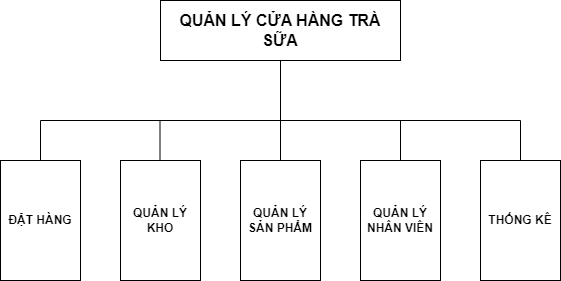 QUẢN LÝ CỬA HÀNG TRÀ
SỮA
ĐẶT HÀNG
QUẢN LÝ
KHO
QUẢN LÝ
SẢN PHẨM
QUẢN LÝ
NHÂN VIÊN
THỐNG KÊ